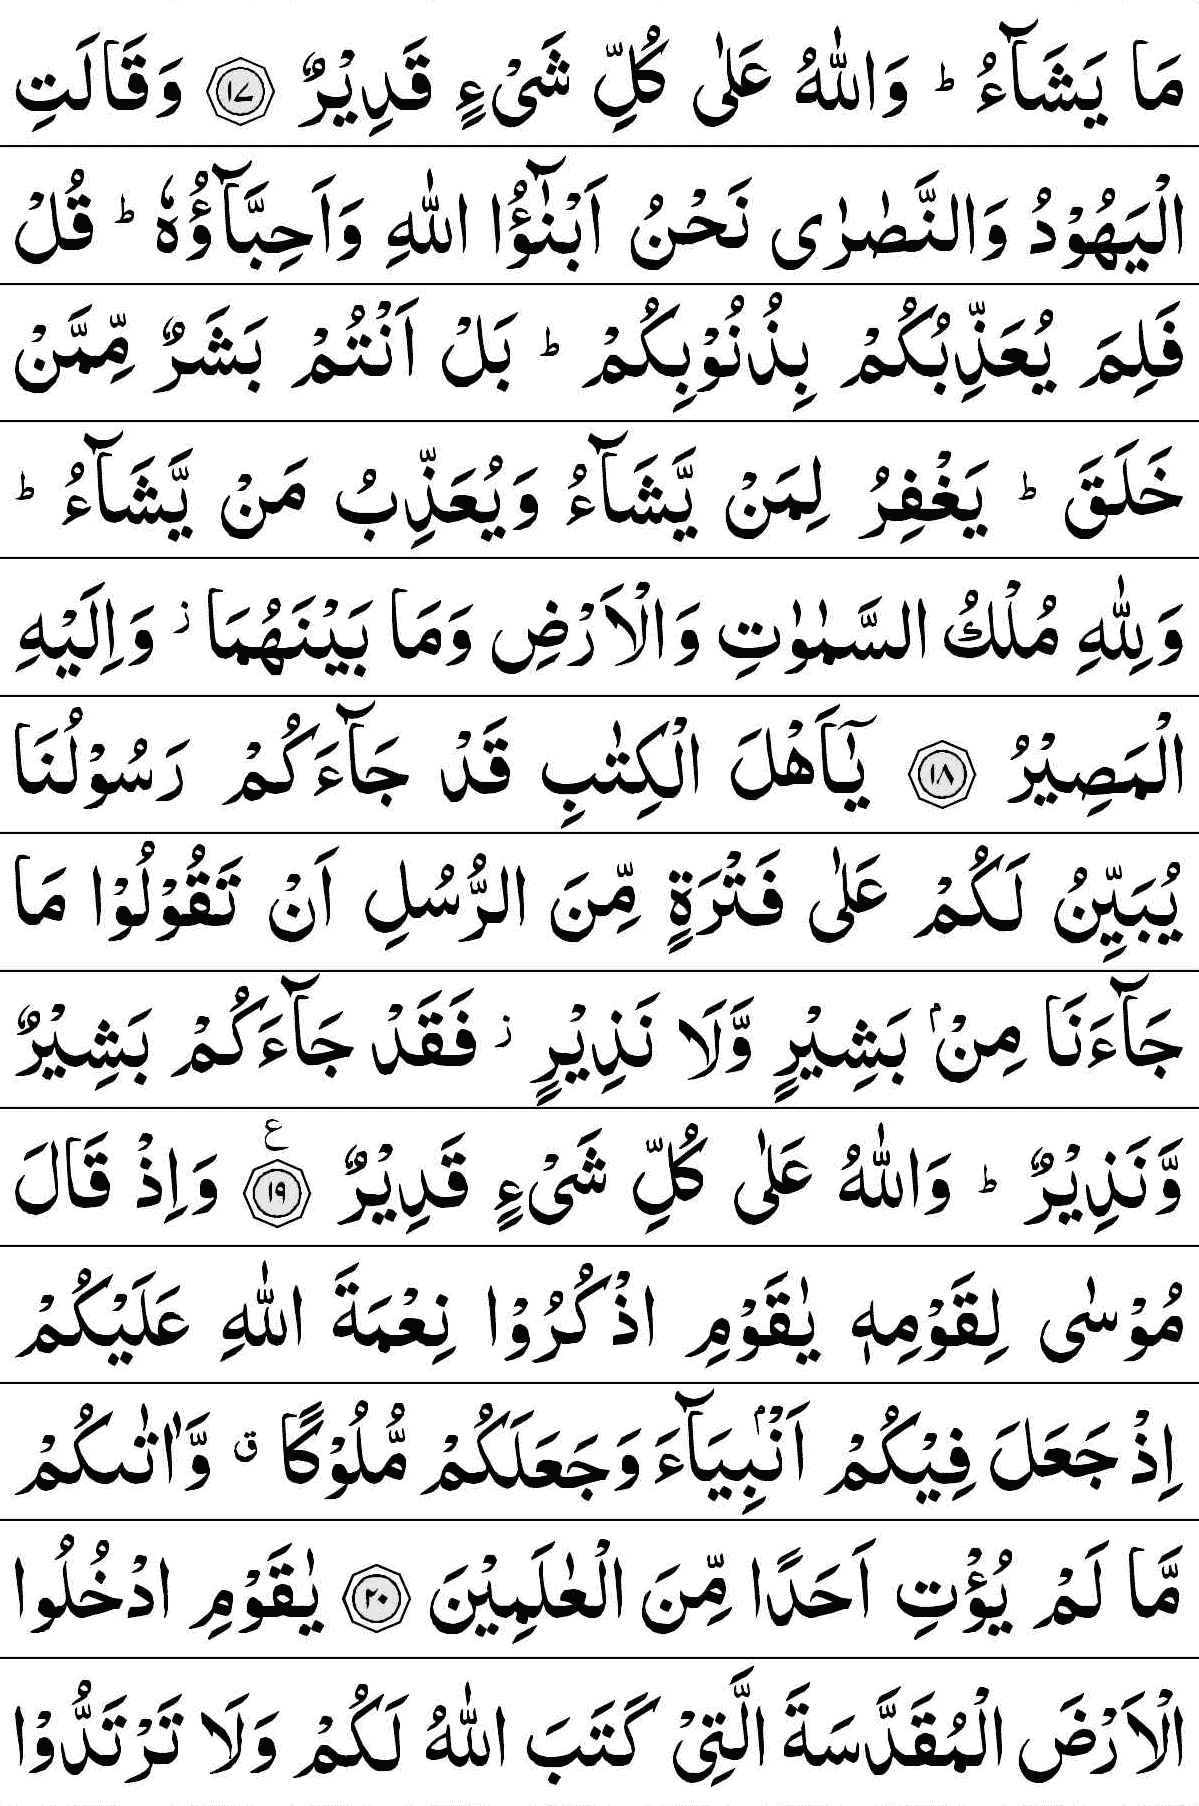 مَا يَشَآءُ ؕ وَاللّٰهُ عَلٰى كُلِّ شَىْءٍ قَدِيْرٌ ﴿۱۷﴾ وَقَالَتِ
الْيَهُوْدُ وَالنَّصٰرٰى نَحْنُ اَبْنٰٓؤُا اللّٰهِ وَاَحِبَّآؤُهٗ ؕ قُلْ
فَلِمَ يُعَذِّبُكُمْ بِذُنُوْبِكُمْ ؕ بَلْ اَنْتُمْ بَشَرٌ مِّمَّنْ
خَلَقَ ؕ يَغْفِرُ لِمَنْ يَّشَآءُ وَيُعَذِّبُ مَنْ يَّشَآءُ ؕ
وَلِلّٰهِ مُلْكُ السَّمٰوٰتِ وَالْاَرْضِ وَمَا بَيْنَهُمَا ز وَاِلَيْهِ
الْمَصِيْرُ ﴿۱۸﴾ يٰۤاَهْلَ الْكِتٰبِ قَدْ جَآءَكُمْ رَسُوْلُنَا
يُبَيِّنُ لَكُمْ عَلٰى فَتْرَةٍ مِّنَ الرُّسُلِ اَنْ تَقُوْلُوْا مَا
جَآءَنَا مِنْۢ بَشِيْرٍ وَّلَا نَذِيْرٍ ز فَقَدْ جَآءَكُمْ بَشِيْرٌ
وَّنَذِيْرٌ ؕ وَاللّٰهُ عَلٰى كُلِّ شَىْءٍ قَدِيْرٌ ﴿۱۹﴾ ع وَاِذْ قَالَ
مُوْسٰى لِقَوْمِهٖ يٰقَوْمِ اذْكُرُوْا نِعْمَةَ اللّٰهِ عَلَيْكُمْ
اِذْ جَعَلَ فِيْكُمْ اَنْۢبِيَآءَ وَجَعَلَكُمْ مُّلُوْكًا ق وَّاٰتٰىكُمْ
مَّا لَمْ يُؤْتِ اَحَدًا مِّنَ الْعٰلَمِيْنَ ﴿۲۰﴾ يٰقَوْمِ ادْخُلُوا
الْاَرْضَ الْمُقَدَّسَةَ الَّتِىْ كَتَبَ اللّٰهُ لَكُمْ وَلَا تَرْتَدُّوْا